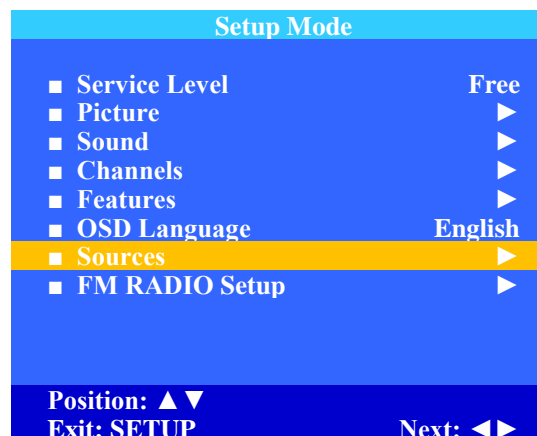 Setup Mode
■ Service Level Free
■ Picture ►
■ Sound ►
■ Channels ►
■ Features ►
■ OSD Language English
■ Sources ►
■ FM RADIO Setup ►
Position: ▲▼
Exit: SETUP Next: ◄►